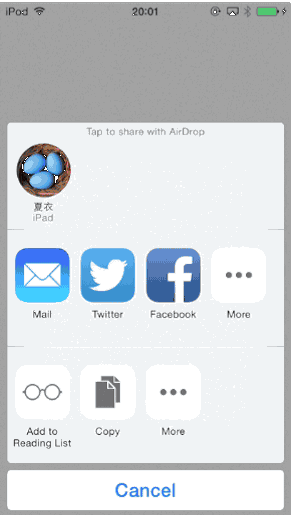 iPod 20:01
Tap to share with AirDrop
夏衣
iPad
Mail Twitter Facebook More
Add to Reading List Copy More
Cancel